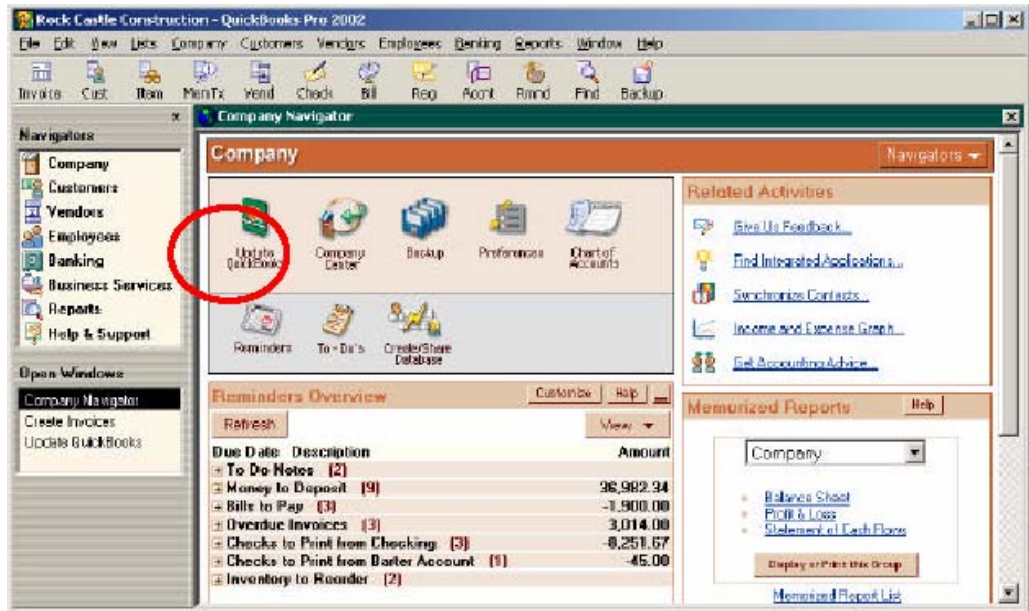 Rock Castle Construction - QuickBooks Pro 2002
File Edit View Lists Company Customers Vendors Employees Banking Reports Window Help
Invoice Cust Item MemTx Vend Check Bill Reg Accnt Rmnd Find Backup
Company Navigator
Navigators
Company
Customers
Vendors
Employees
Banking
Business Services
Reports
Help & Support
Open Windows
Company Navigator
Create Invoices
Update QuickBooks
Company
Navigators
Update QuickBooks
Company Center
Backup
Preferences
Chart of Accounts
Reminders
To-Do's
Create/Share Database
Related Activities
Give Us Feedback...
Find Integrated Applications...
Synchronize Contacts...
Income and Expense Graph...
Get Accounting Advice...
Reminders Overview
Customize Help
Refresh
View
Due Date Description Amount
To Do Notes (2)
Money to Deposit (9) 36,982.34
Bills to Pay (3) -1,900.00
Overdue Invoices (3) 3,014.00
Checks to Print from Checking (3) -8,251.67
Checks to Print from Barter Account (1) -45.00
Inventory to Reorder (2)
Memorized Reports
Help
Company
Balance Sheet
Profit & Loss
Statement of Cash Flows
Display or Print this Group
Memorized Report List